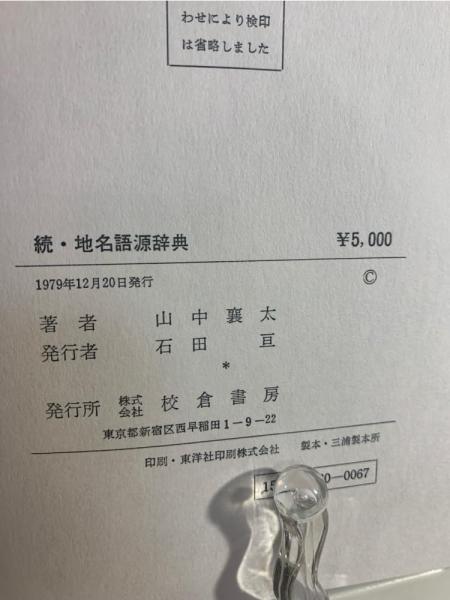 わせにより検印
は省略しました
続・地名語源辞典 ¥5,000
1979年12月20日発行 ©
著者 山中襄太
発行者 石田亘
*
発行所 株式会社 校倉書房
東京都新宿区西早稲田1-9-22
印刷・東洋社印刷株式会社 製本・三浦製本所
0-0067